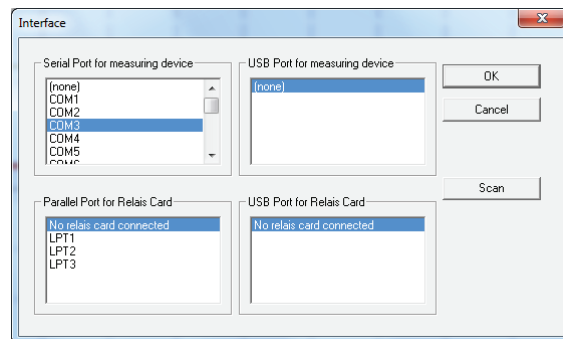 Interface
Serial Port for measuring device
(none)
COM1
COM2
COM3
COM4
COM5
COM6
USB Port for measuring device
(none)
OK
Cancel
Scan
Parallel Port for Relais Card
No relais card connected
LPT1
LPT2
LPT3
USB Port for Relais Card
No relais card connected